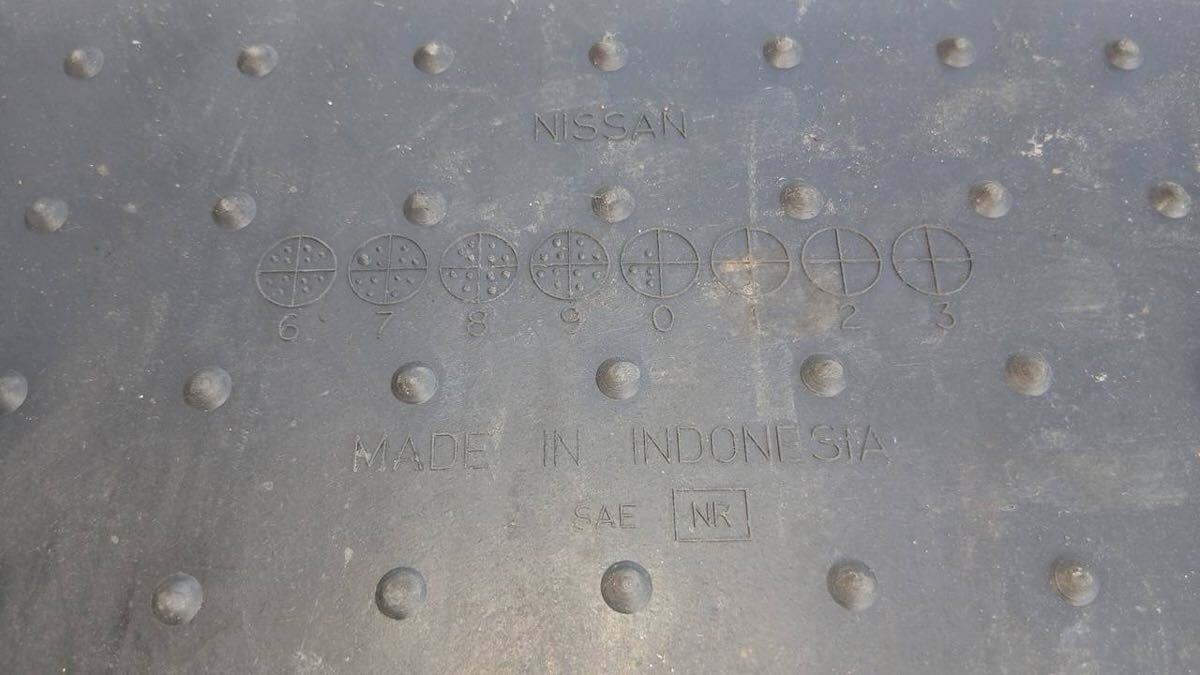 NISSAN
6 7 8 9 0 1 2 3
MADE IN INDONESIA
SAE NR